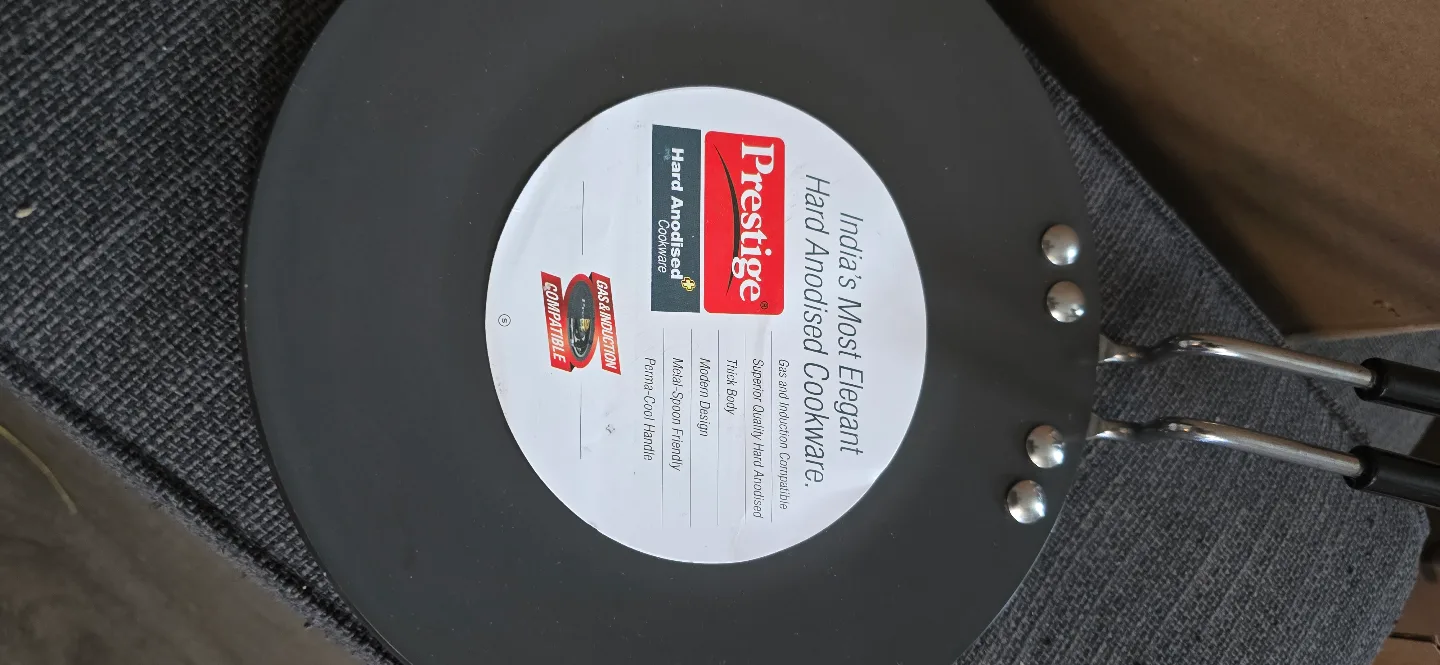 India's Most Elegant
Hard Anodised Cookware.
Prestige®
Hard Anodised+
Cookware
Gas and Induction Compatible
Superior Quality Hard Anodised
Thick Body
Modern Design
Metal-Spoon Friendly
Perma-Cool Handle
GAS & INDUCTION
COMPATIBLE
S